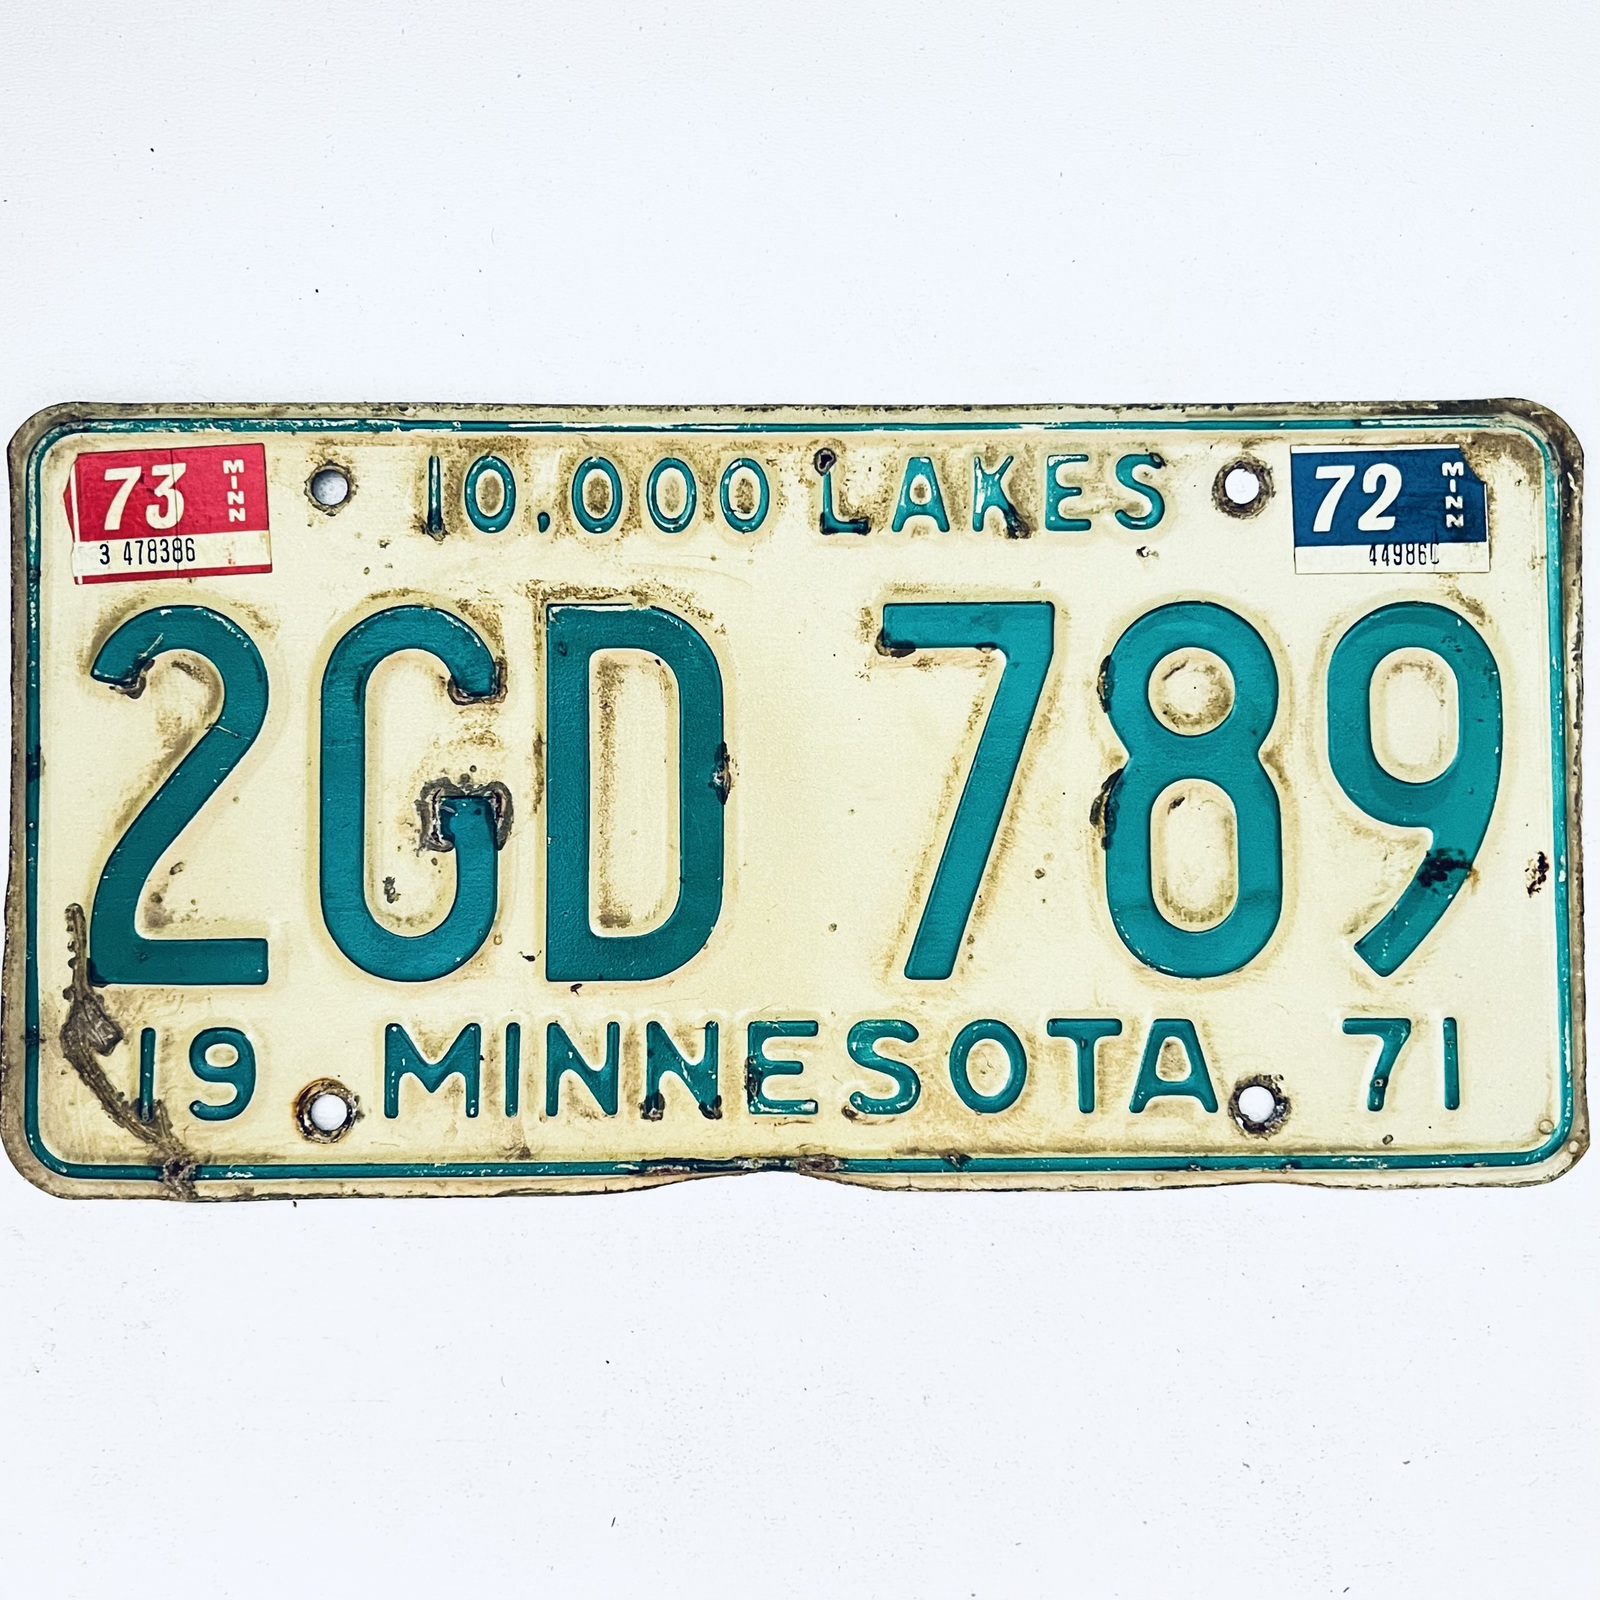 73 MINN
3 478386
10,000 LAKES
72 MINN
2GD 789
19 MINNESOTA 71